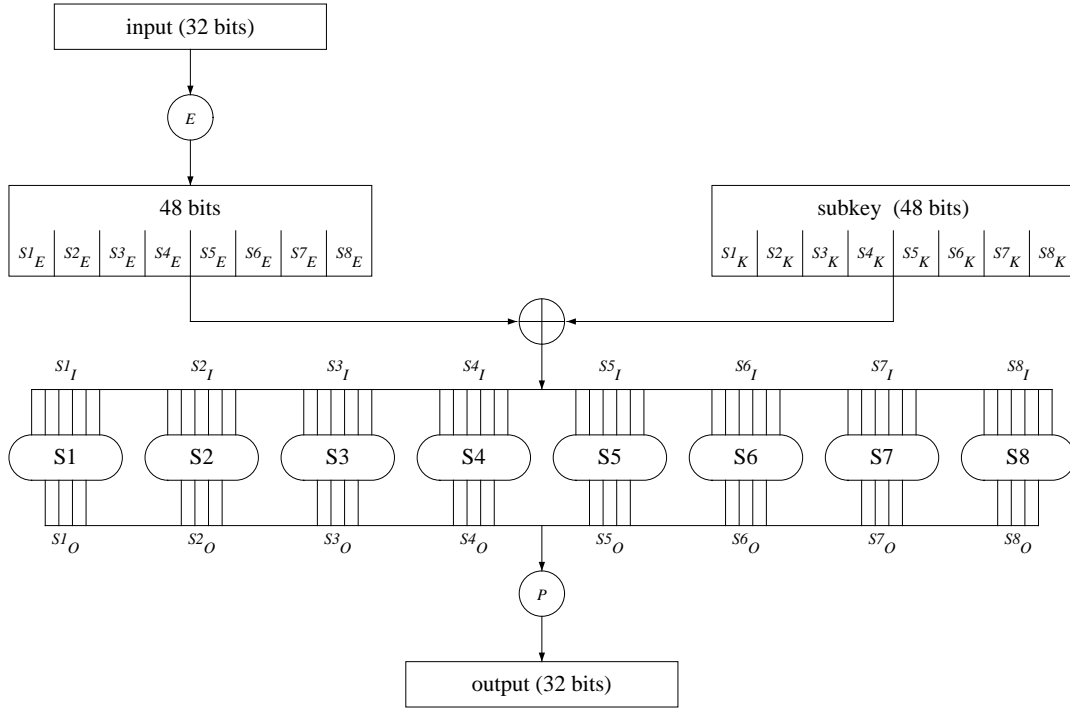 input (32 bits)
E
48 bits
subkey (48 bits)
S1E S2E S3E S4E S5E S6E S7E S8E
S1K S2K S3K S4K S5K S6K S7K S8K
S1I S2I S3I S4I S5I S6I S7I S8I
S1 S2 S3 S4 S5 S6 S7 S8
S1O S2O S3O S4O S5O S6O S7O S8O
P
output (32 bits)